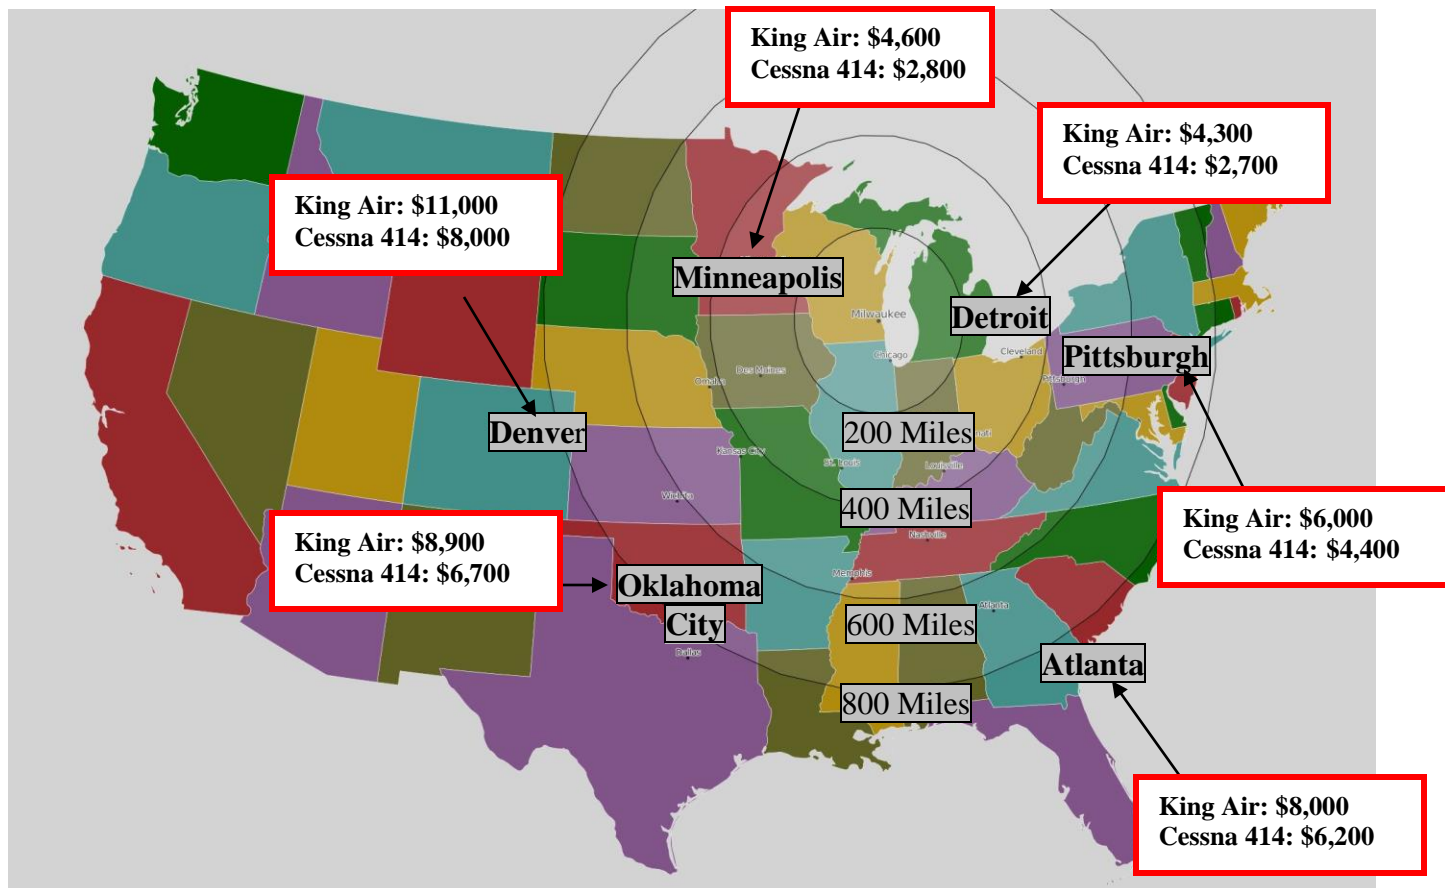 King Air: $4,600
Cessna 414: $2,800
King Air: $4,300
Cessna 414: $2,700
King Air: $11,000
Cessna 414: $8,000
Minneapolis
Detroit
Milwaukee
Pittsburgh
Cleveland
Chicago
Des Moines
Denver
200 Miles
Kansas City
St. Louis
Louisville
Wichita
400 Miles
King Air: $6,000
Cessna 414: $4,400
King Air: $8,900
Cessna 414: $6,700
Nashville
Memphis
Oklahoma
City
Atlanta
600 Miles
Dallas
Atlanta
800 Miles
King Air: $8,000
Cessna 414: $6,200